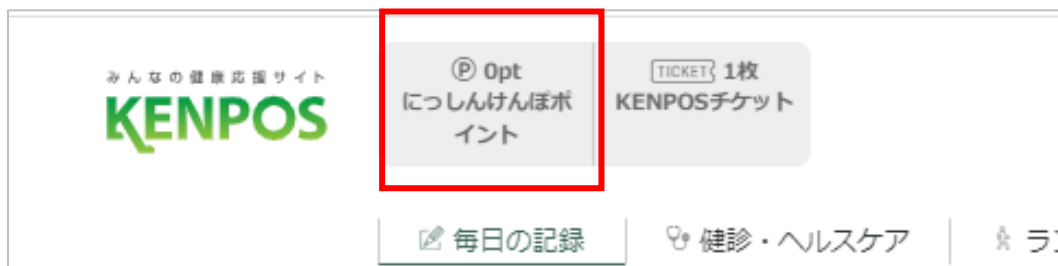 みんなの健康応援サイト
KENPOS
Ⓟ 0pt
にっしんけんぽポ
イント
TICKET 1枚
KENPOSチケット
毎日の記録
健診・ヘルスケア